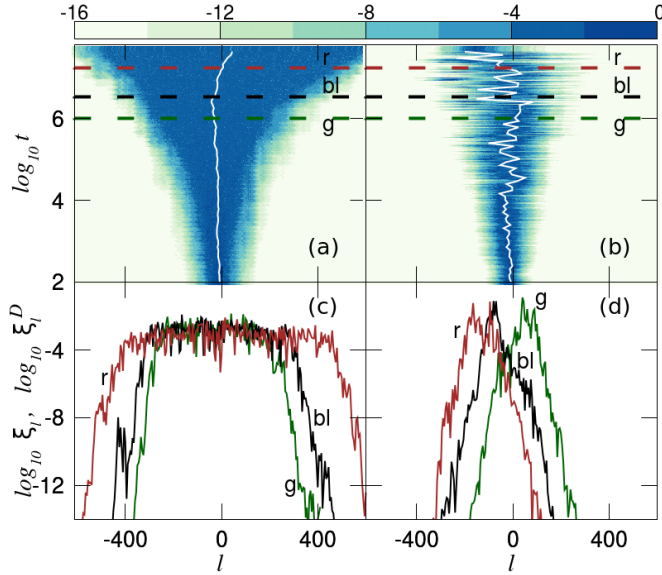 -16 -12 -8 -4 0
r r
bl bl
g g
6
4
2
log₁₀ t
(a) (b)
(c) (d)
-4
-8
-12
log₁₀ ξₗ, log₁₀ ξₗᴰ
r bl g
r bl g
-400 0 400 -400 0 400
l l